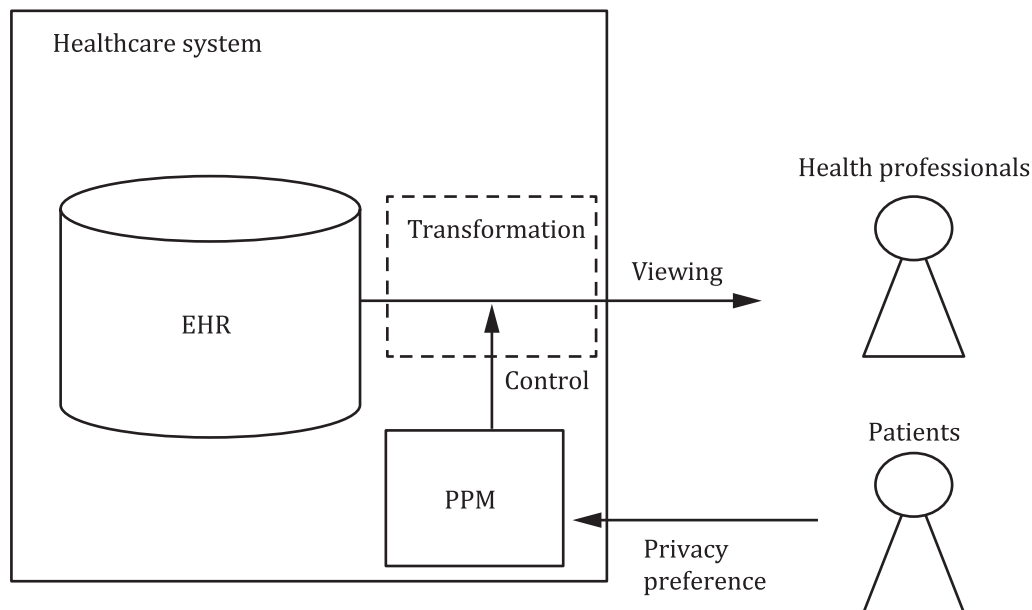 Healthcare system
Health professionals
Transformation
Viewing
EHR
Control
Patients
PPM
Privacy
preference